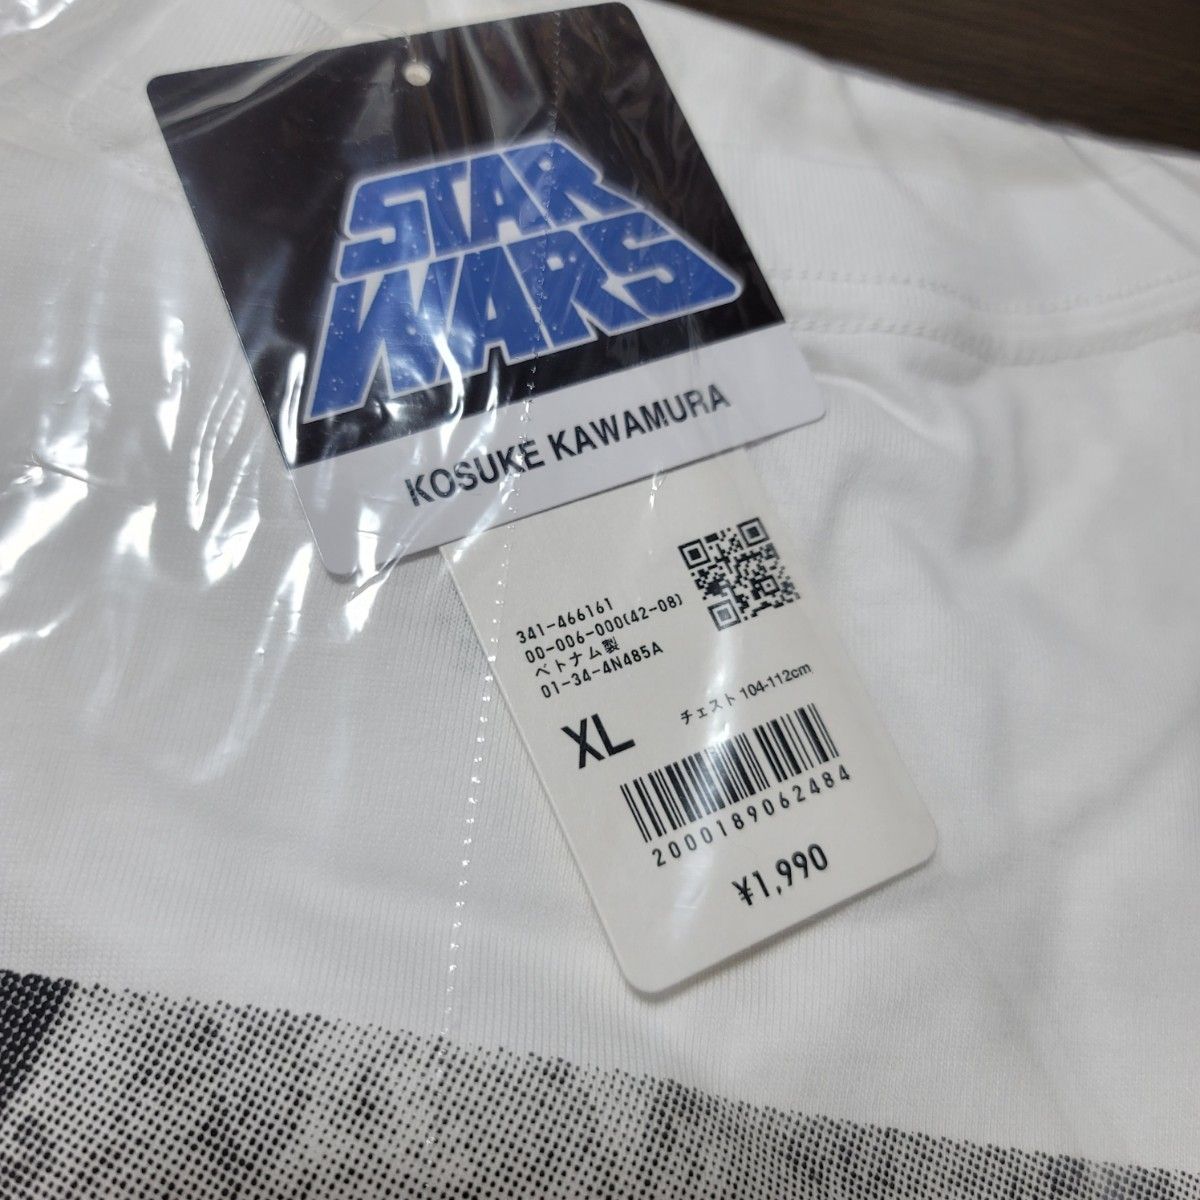 STAR
WARS
KOSUKE KAWAMURA
341-466161
00-006-000(42-08)
ベトナム製
01-34-4N485A
XL
チェスト 104-112cm
2000189062484
¥1,990